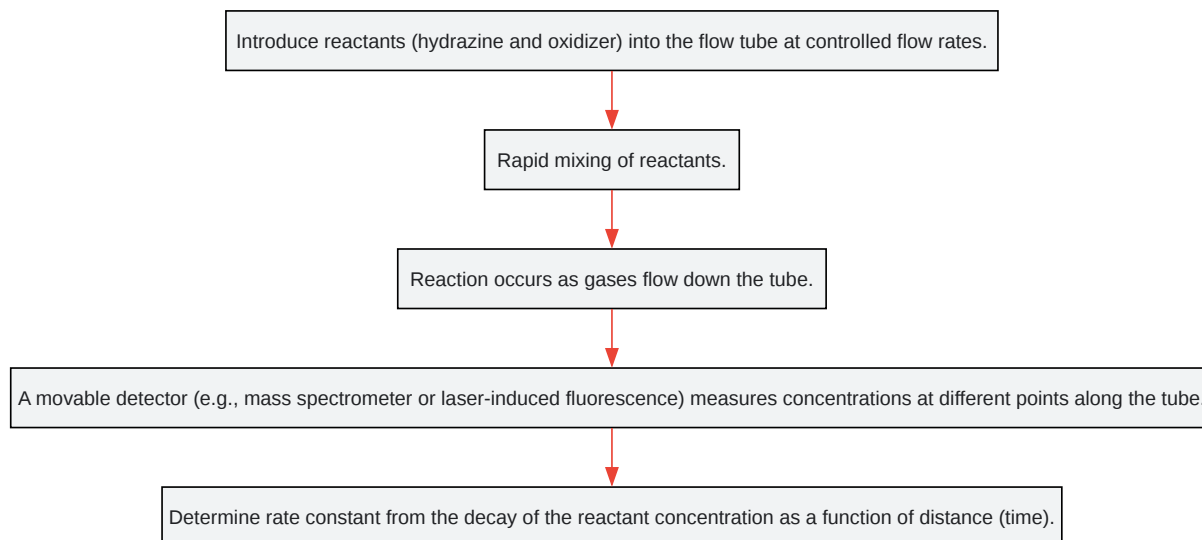 Introduce reactants (hydrazine and oxidizer) into the flow tube at controlled flow rates.
Rapid mixing of reactants.
Reaction occurs as gases flow down the tube.
A movable detector (e.g., mass spectrometer or laser-induced fluorescence) measures concentrations at different points along the tube.
Determine rate constant from the decay of the reactant concentration as a function of distance (time).